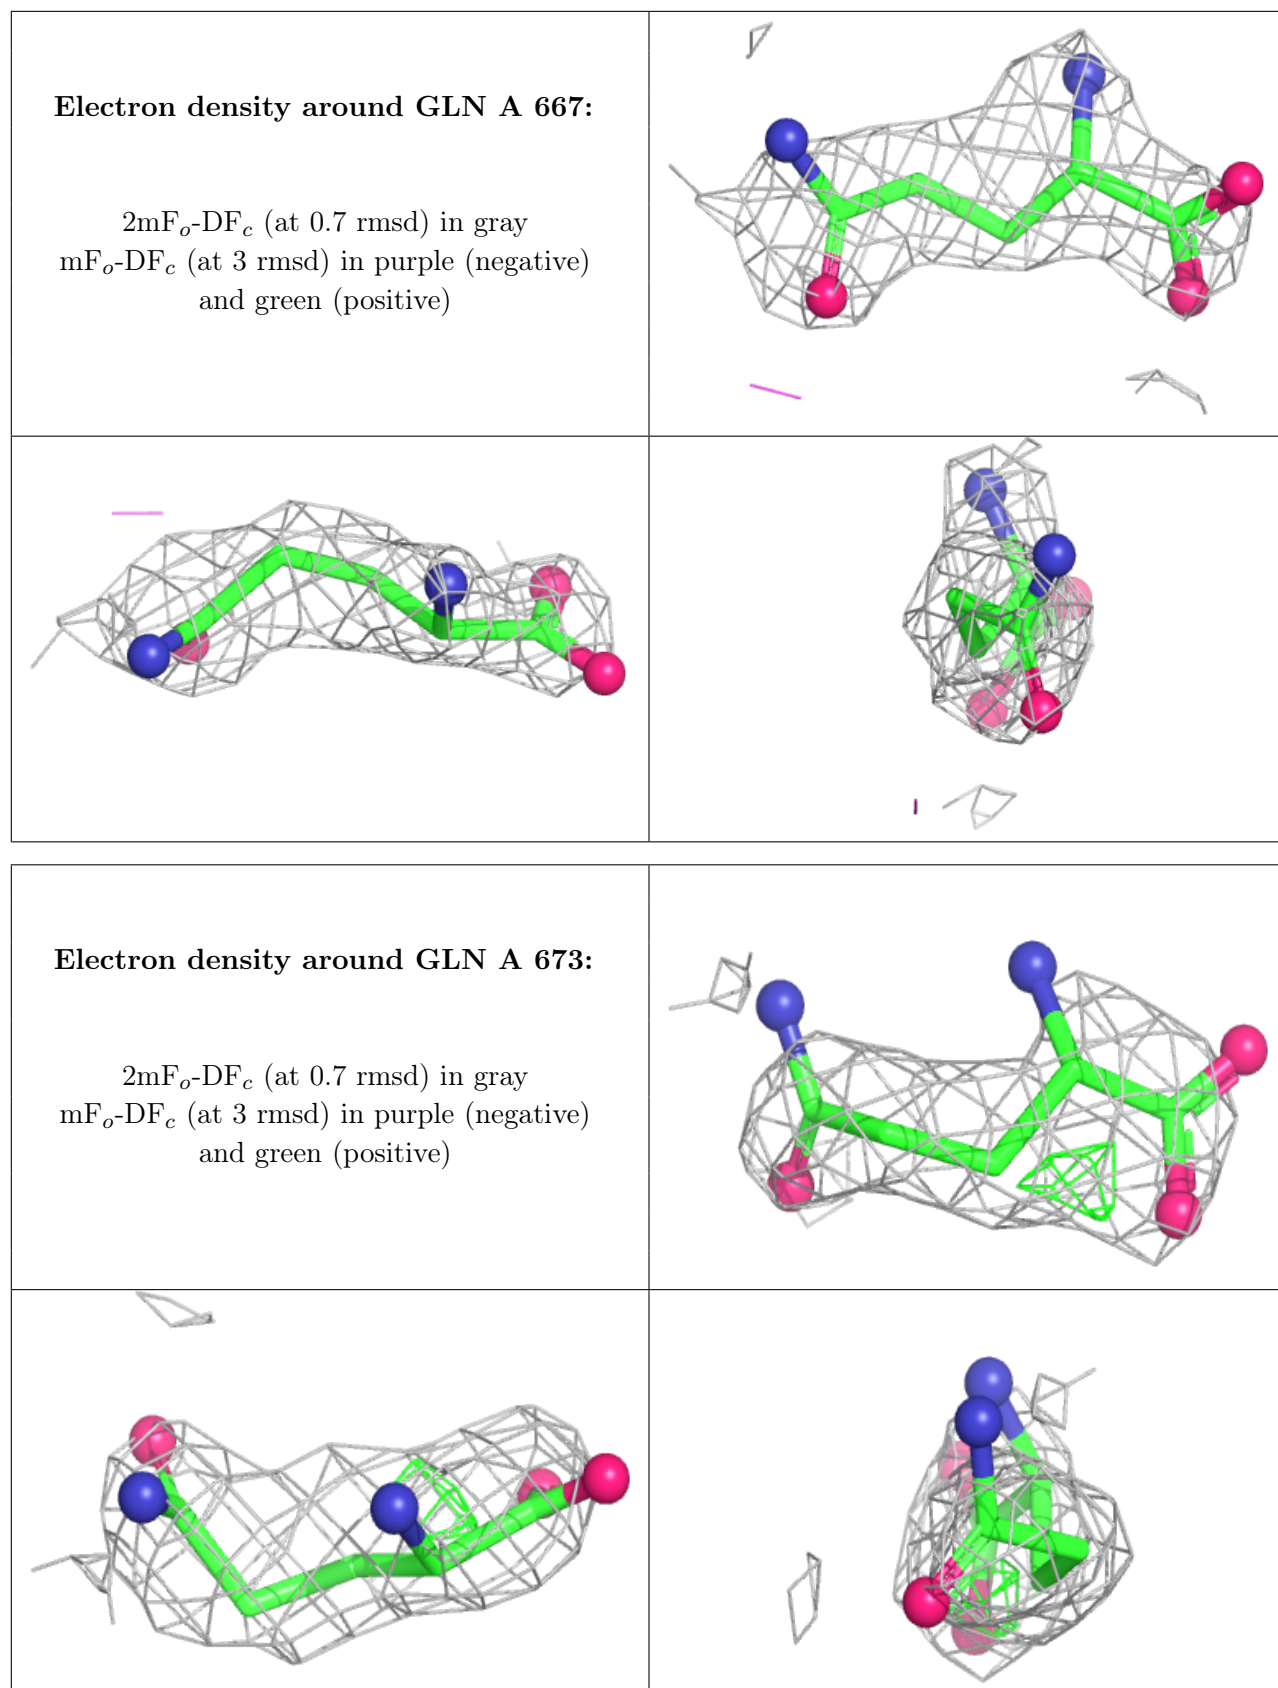 Electron density around GLN A 667:
2mFo-DFc (at 0.7 rmsd) in gray
mFo-DFc (at 3 rmsd) in purple (negative)
and green (positive)
Electron density around GLN A 673:
2mFo-DFc (at 0.7 rmsd) in gray
mFo-DFc (at 3 rmsd) in purple (negative)
and green (positive)